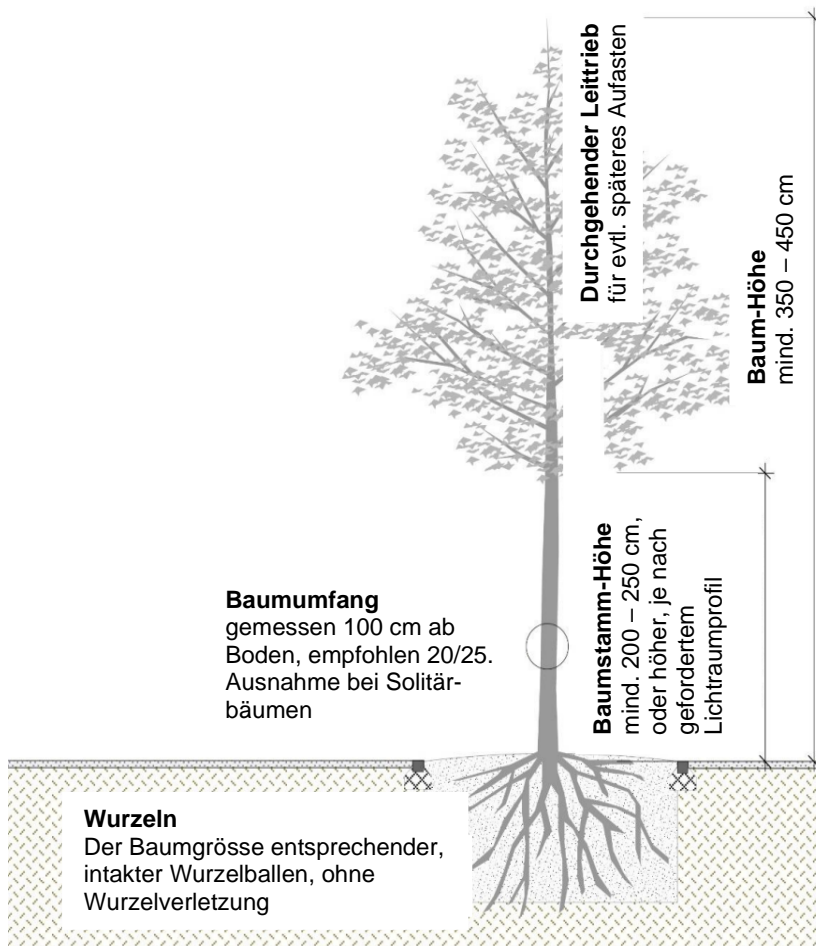 Durchgehender Leittrieb
für evtl. späteres Aufasten
Baum-Höhe
mind. 350 – 450 cm
Baumstamm-Höhe
mind. 200 – 250 cm,
oder höher, je nach
gefordertem
Lichtraumprofil
Baumumfang
gemessen 100 cm ab
Boden, empfohlen 20/25.
Ausnahme bei Solitär-
bäumen
Wurzeln
Der Baumgrösse entsprechender,
intakter Wurzelballen, ohne
Wurzelverletzung